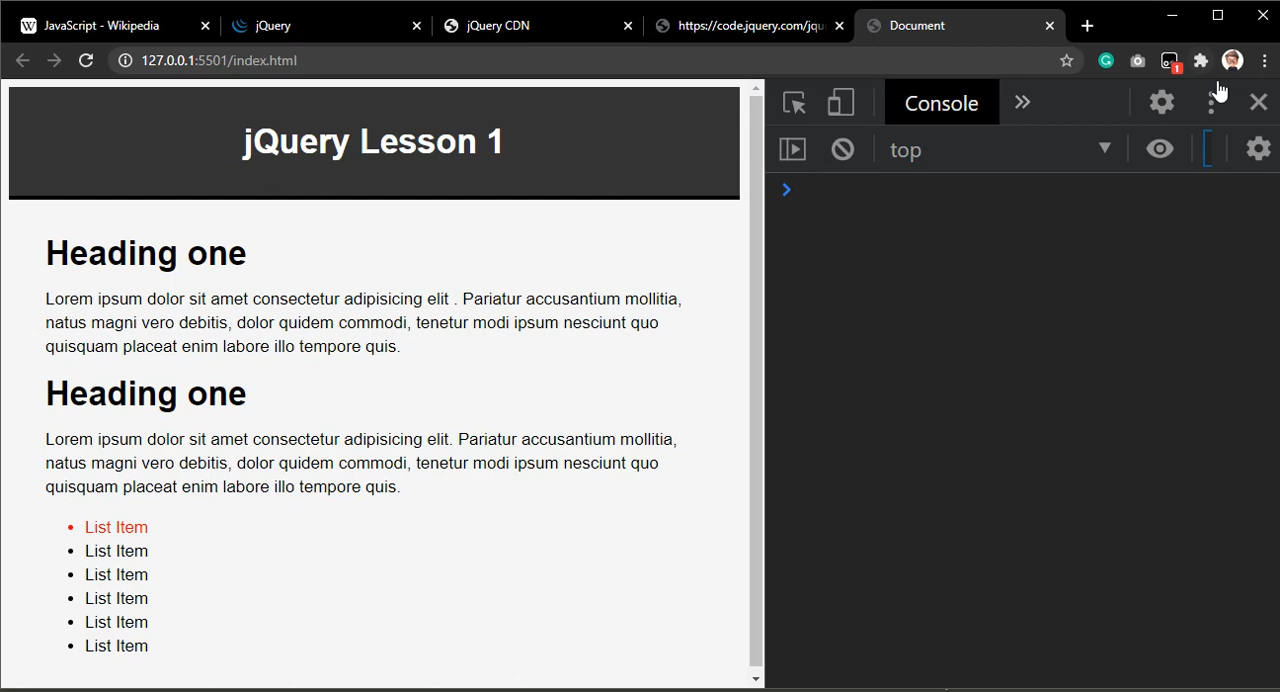 JavaScript - Wikipedia
jQuery
jQuery CDN
https://code.jquery.com/jqu
Document
127.0.0.1:5501/index.html
1
jQuery Lesson 1
Console
top
Heading one
Lorem ipsum dolor sit amet consectetur adipisicing elit . Pariatur accusantium mollitia,
natus magni vero debitis, dolor quidem commodi, tenetur modi ipsum nesciunt quo
quisquam placeat enim labore illo tempore quis.
Heading one
Lorem ipsum dolor sit amet consectetur adipisicing elit. Pariatur accusantium mollitia,
natus magni vero debitis, dolor quidem commodi, tenetur modi ipsum nesciunt quo
quisquam placeat enim labore illo tempore quis.
• List Item
• List Item
• List Item
• List Item
• List Item
• List Item